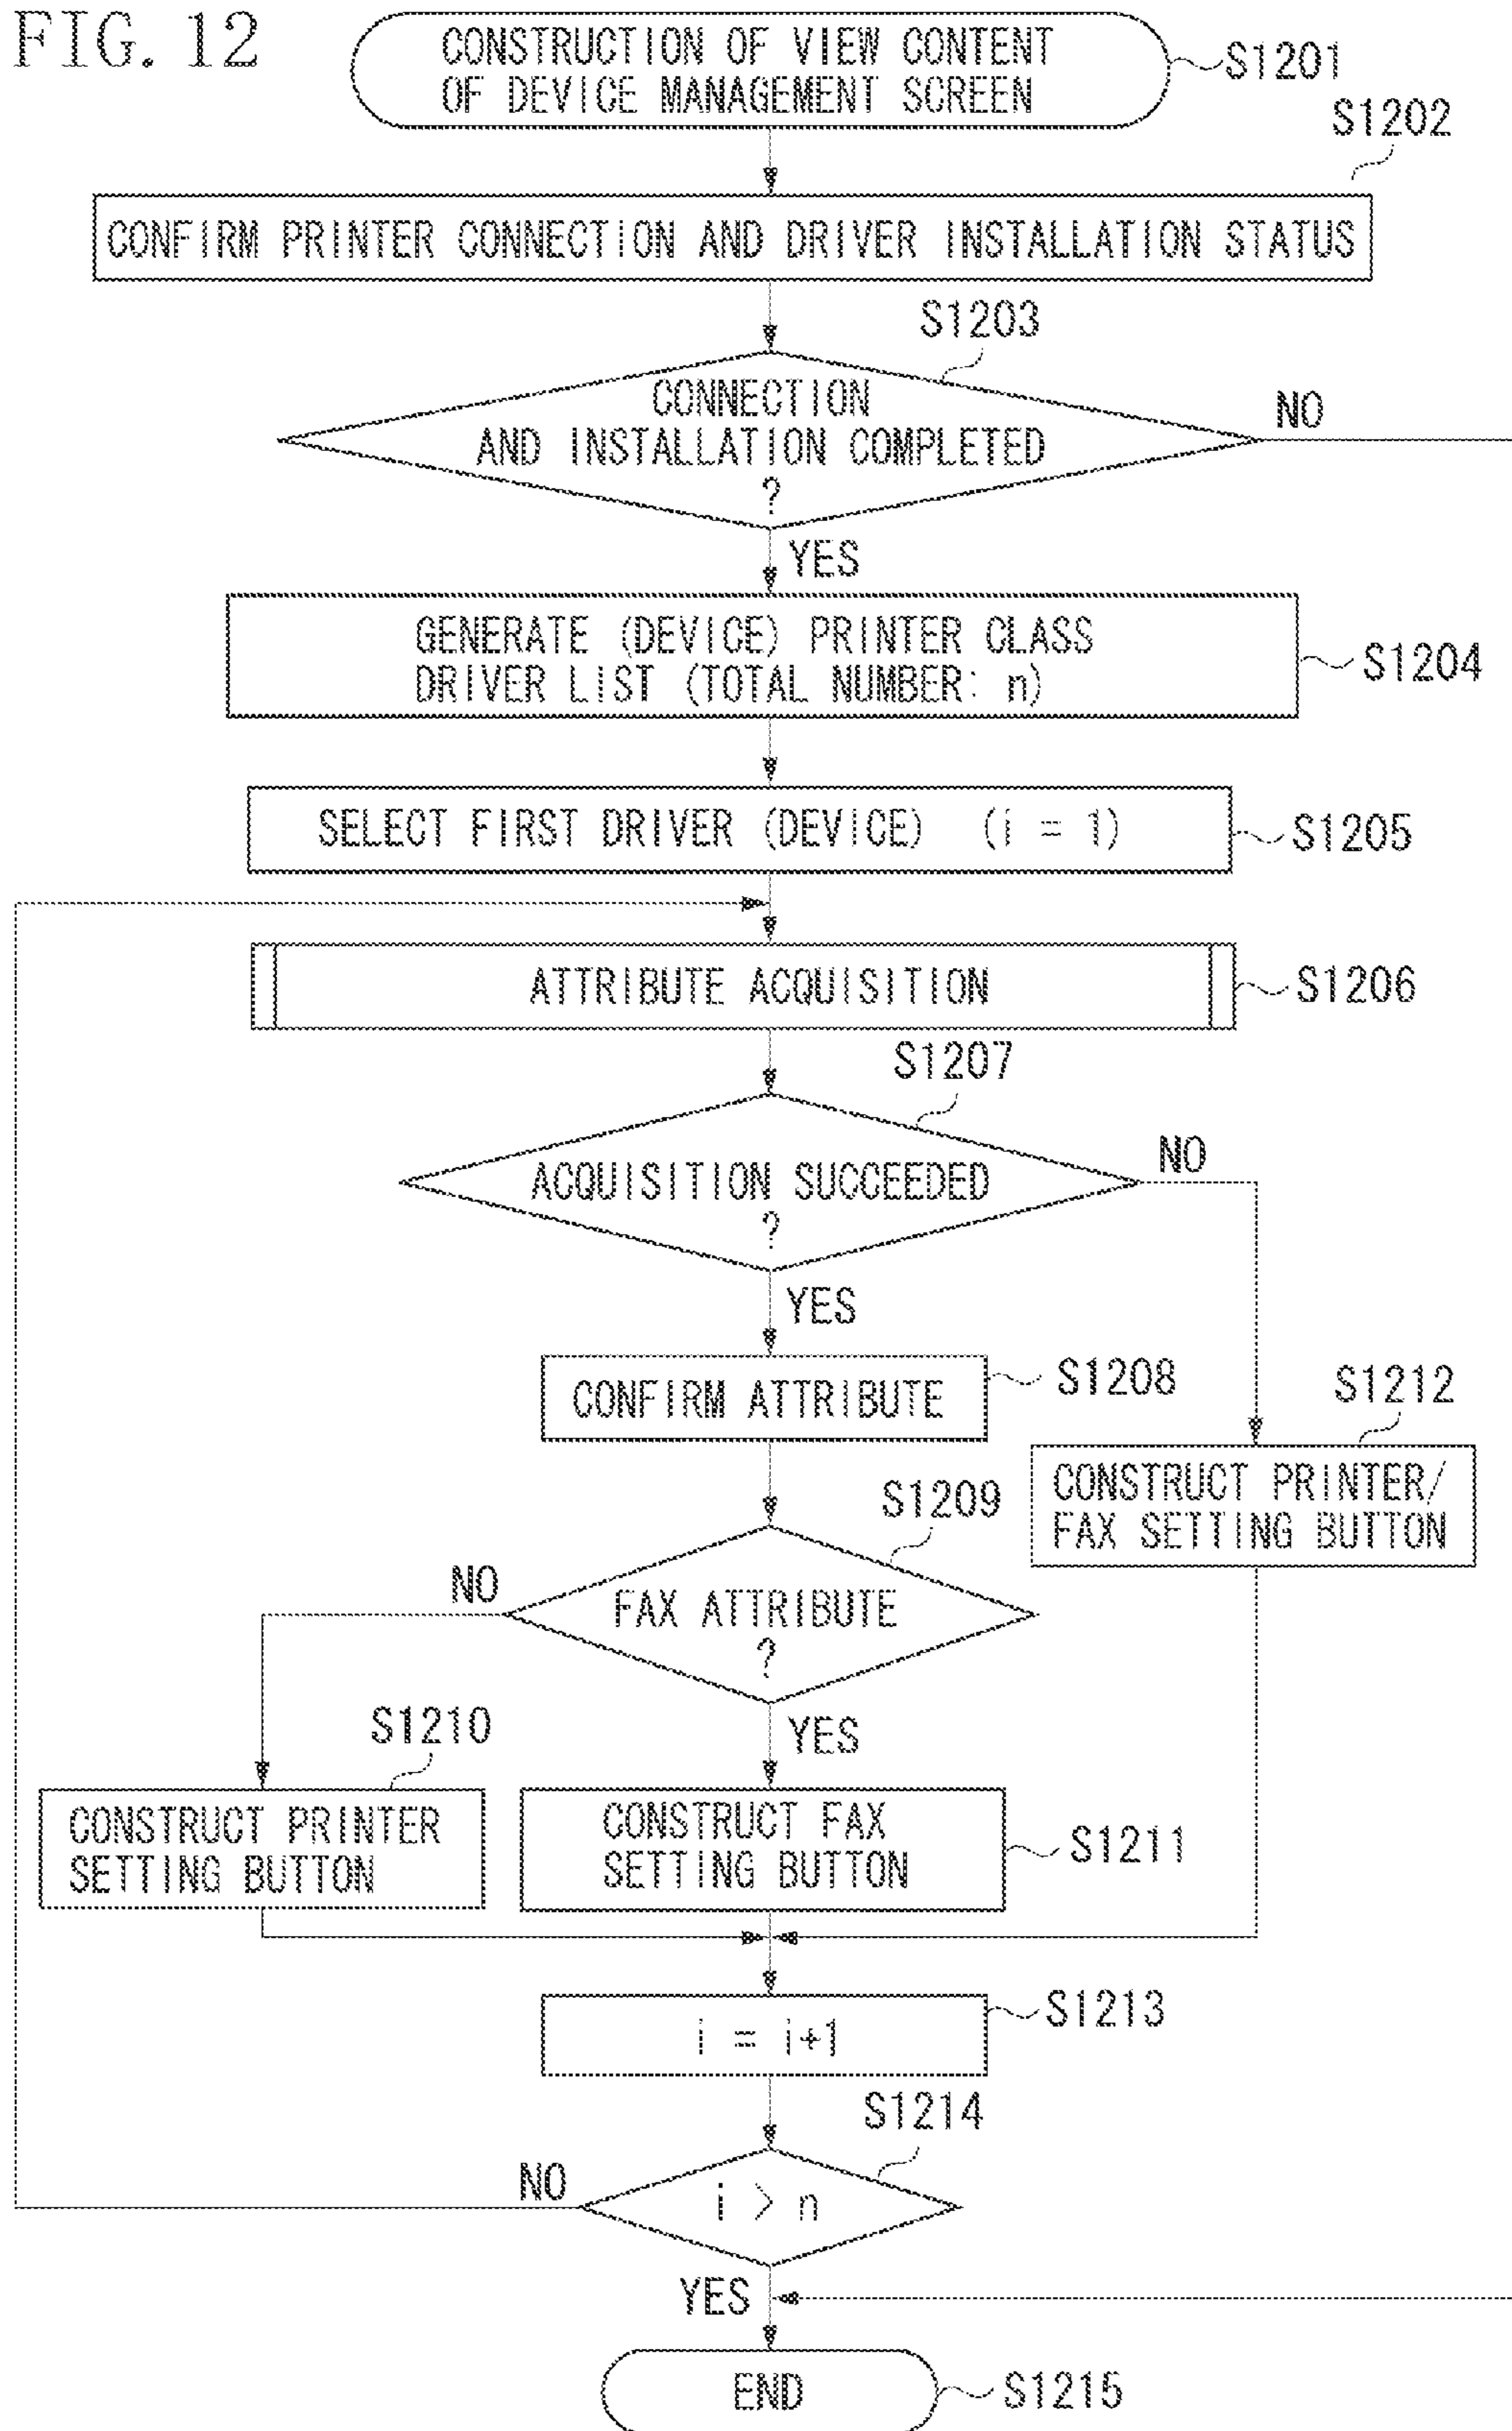 FIG. 12
CONSTRUCTION OF VIEW CONTENT
OF DEVICE MANAGEMENT SCREEN
S1201
S1202
CONFIRM PRINTER CONNECTION AND DRIVER INSTALLATION STATUS
S1203
CONNECTION
AND INSTALLATION COMPLETED
?
NO
YES
GENERATE (DEVICE) PRINTER CLASS
DRIVER LIST (TOTAL NUMBER: n)
S1204
SELECT FIRST DRIVER (DEVICE) (i = 1)
S1205
ATTRIBUTE ACQUISITION
S1206
S1207
ACQUISITION SUCCEEDED
?
NO
YES
CONFIRM ATTRIBUTE
S1208
S1212
CONSTRUCT PRINTER/
FAX SETTING BUTTON
S1209
FAX ATTRIBUTE
?
NO
YES
S1210
CONSTRUCT PRINTER
SETTING BUTTON
CONSTRUCT FAX
SETTING BUTTON
S1211
i = i+1
S1213
S1214
i > n
NO
YES
END
S1215